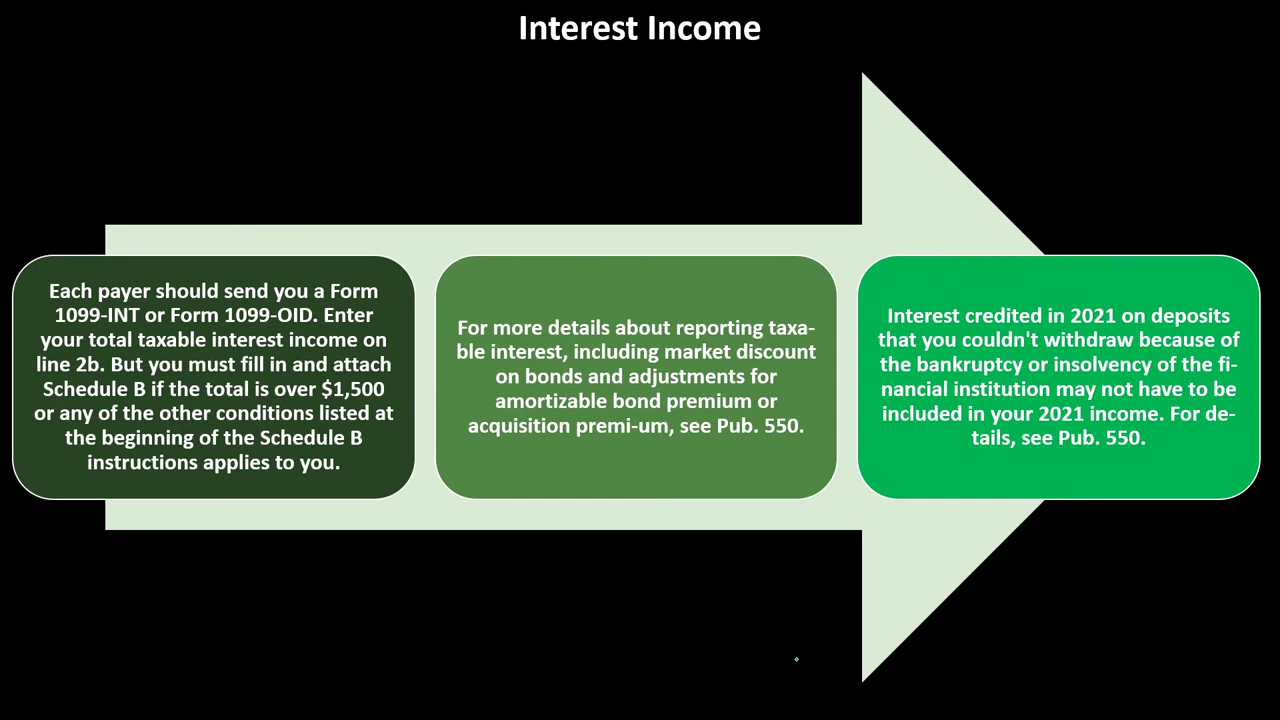 Interest Income
Each payer should send you a Form
1099-INT or Form 1099-OID. Enter
your total taxable interest income on
line 2b. But you must fill in and attach
Schedule B if the total is over $1,500
or any of the other conditions listed at
the beginning of the Schedule B
instructions applies to you.
For more details about reporting taxa-
ble interest, including market discount
on bonds and adjustments for
amortizable bond premium or
acquisition premi-um, see Pub. 550.
Interest credited in 2021 on deposits
that you couldn't withdraw because of
the bankruptcy or insolvency of the fi-
nancial institution may not have to be
included in your 2021 income. For de-
tails, see Pub. 550.